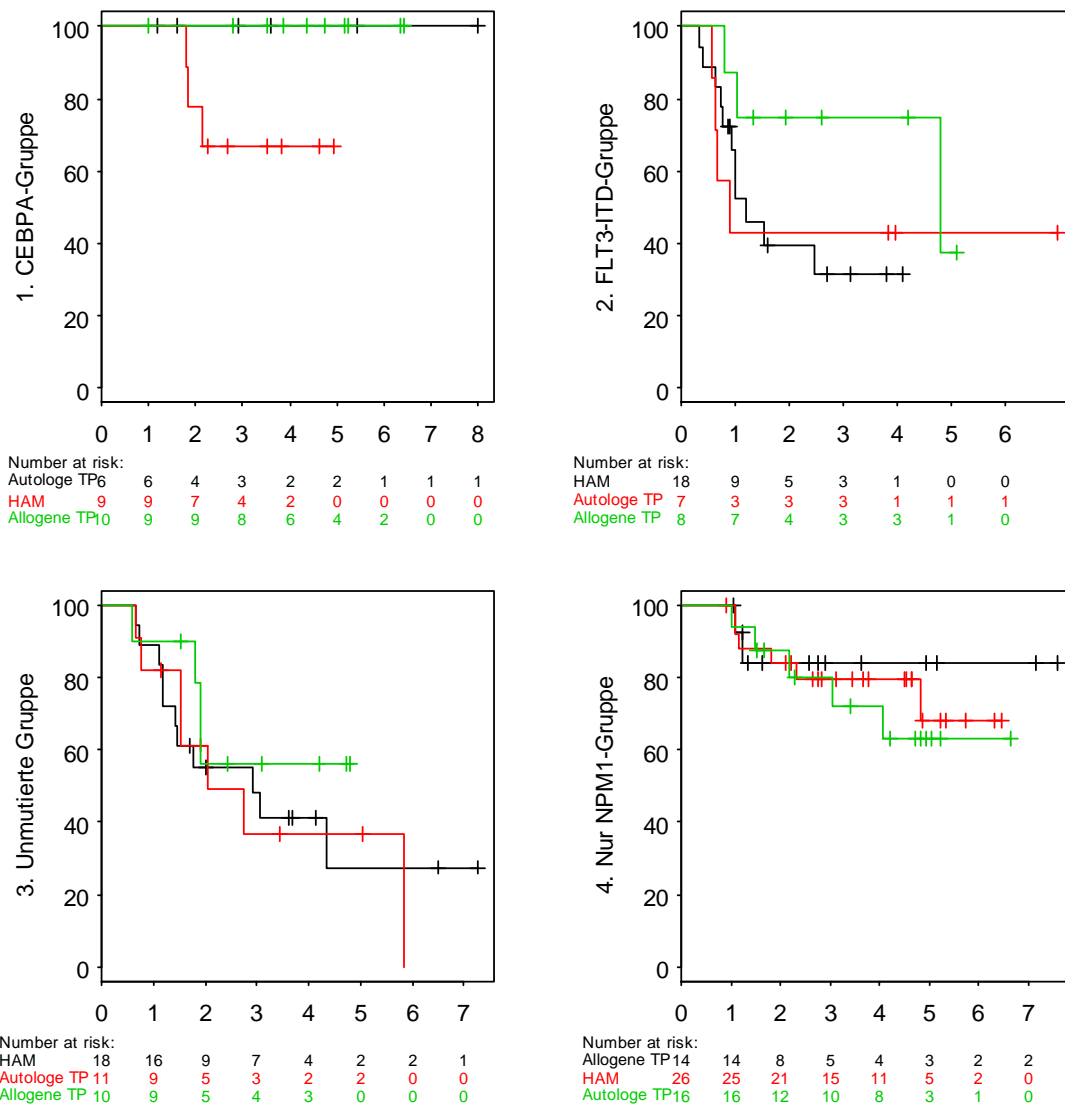 1. CEBPA-Gruppe
100
80
60
40
20
0
0 1 2 3 4 5 6 7 8
Number at risk:
Autologe TP 6 6 4 3 2 2 1 1 1
HAM 9 9 7 4 2 0 0 0 0
Allogene TP 10 9 9 8 6 4 2 0 0
2. FLT3-ITD-Gruppe
100
80
60
40
20
0
0 1 2 3 4 5 6
Number at risk:
HAM 18 9 5 3 1 0 0
Autologe TP 7 3 3 3 1 1 1
Allogene TP 8 7 4 3 3 1 0
3. Unmutierte Gruppe
100
80
60
40
20
0
0 1 2 3 4 5 6 7
Number at risk:
HAM 18 16 9 7 4 2 2 1
Autologe TP 11 9 5 3 2 2 0 0
Allogene TP 10 9 5 4 3 0 0 0
4. Nur NPM1-Gruppe
100
80
60
40
20
0
0 1 2 3 4 5 6 7
Number at risk:
Allogene TP 14 14 8 5 4 3 2 2
HAM 26 25 21 15 11 5 2 0
Autologe TP 16 16 12 10 8 3 1 0